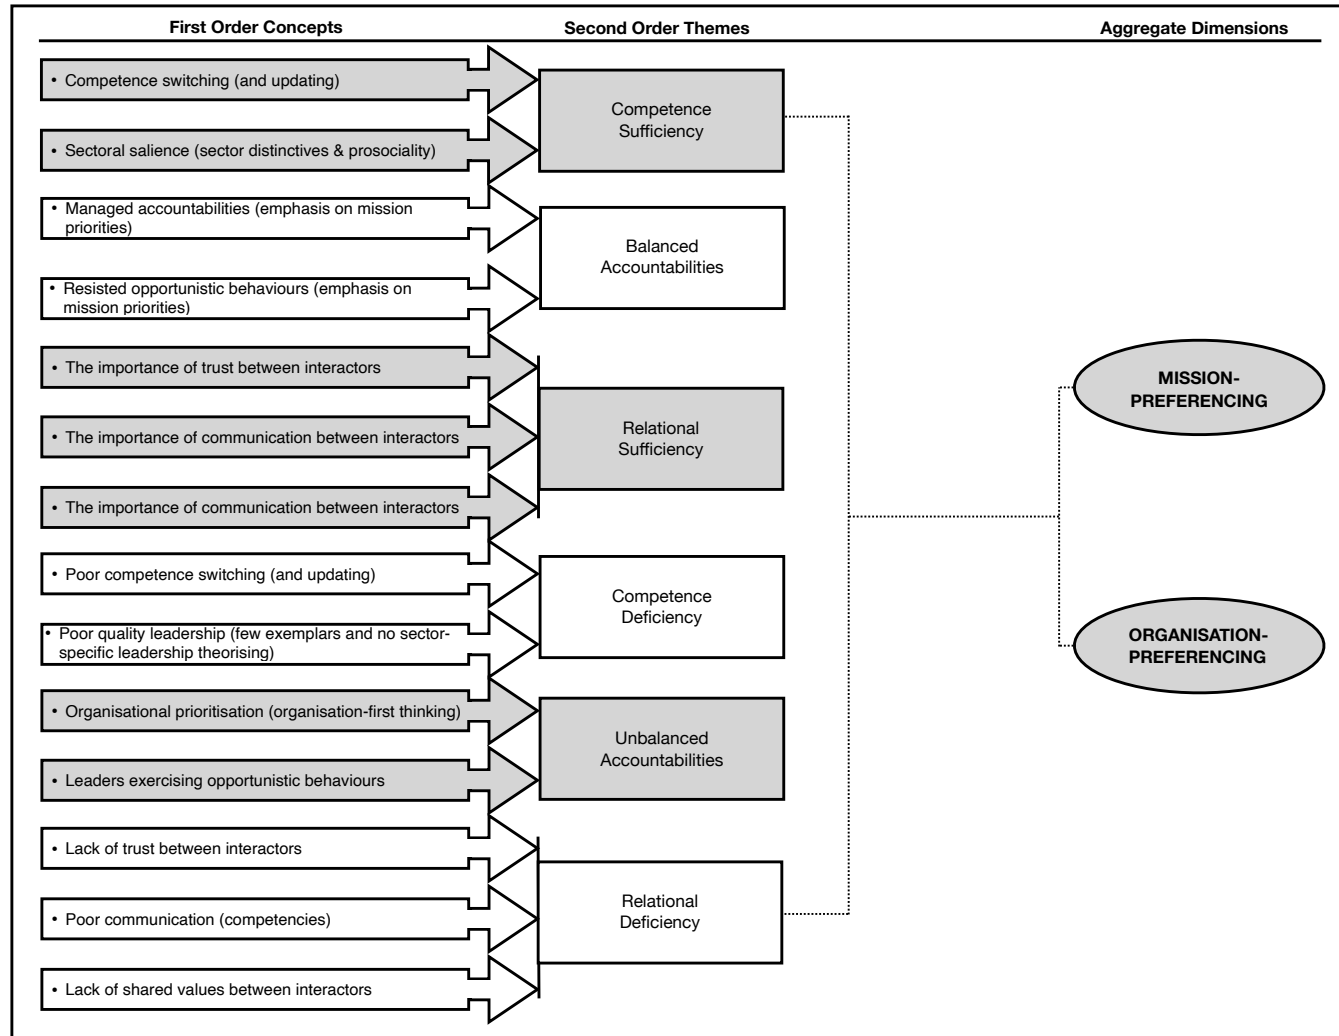 First Order Concepts
Second Order Themes
Aggregate Dimensions
• Competence switching (and updating)
• Sectoral salience (sector distinctives & prosociality)
Competence
Sufficiency
• Managed accountabilities (emphasis on mission
priorities)
• Resisted opportunistic behaviours (emphasis on
mission priorities)
Balanced
Accountabilities
• The importance of trust between interactors
• The importance of communication between interactors
• The importance of communication between interactors
Relational
Sufficiency
• Poor competence switching (and updating)
• Poor quality leadership (few exemplars and no sector-
specific leadership theorising)
Competence
Deficiency
• Organisational prioritisation (organisation-first thinking)
• Leaders exercising opportunistic behaviours
Unbalanced
Accountabilities
• Lack of trust between interactors
• Poor communication (competencies)
• Lack of shared values between interactors
Relational
Deficiency
MISSION-
PREFERENCING
ORGANISATION-
PREFERENCING